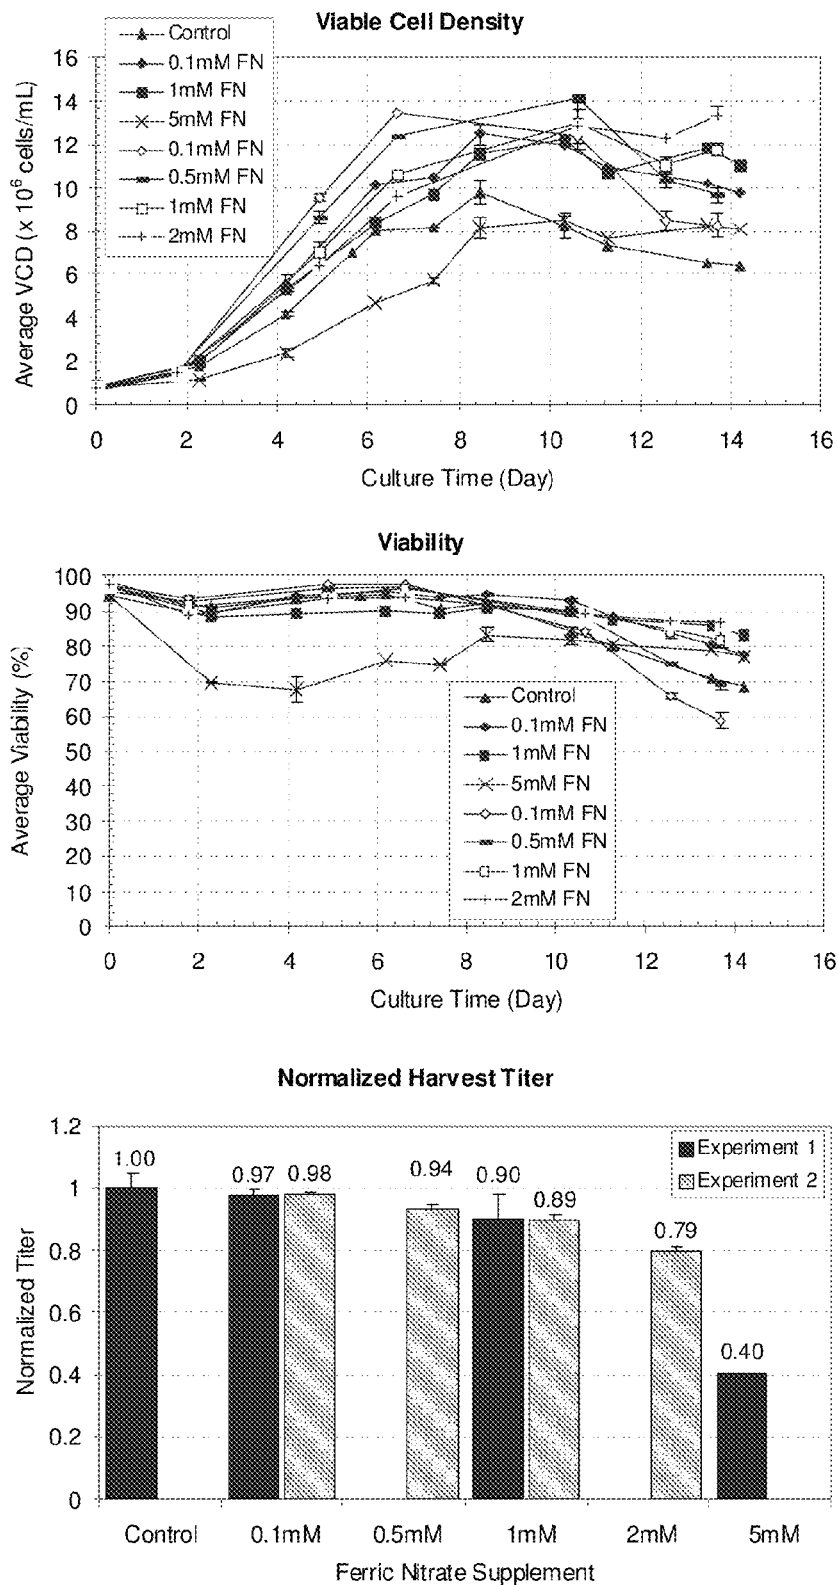 Viable Cell Density
Control
0.1mM FN
1mM FN
5mM FN
0.1mM FN
0.5mM FN
1mM FN
2mM FN
Average VCD (x 10⁶ cells/mL)
16
14
12
10
8
6
4
2
0
0 2 4 6 8 10 12 14 16
Culture Time (Day)
Viability
Average Viability (%)
100
90
80
70
60
50
40
30
20
10
0
Control
0.1mM FN
1mM FN
5mM FN
0.1mM FN
0.5mM FN
1mM FN
2mM FN
0 2 4 6 8 10 12 14 16
Culture Time (Day)
Normalized Harvest Titer
Normalized Titer
1.2
1
0.8
0.6
0.4
0.2
0
Experiment 1
Experiment 2
1.00
0.97 0.98
0.94
0.90
0.89
0.79
0.40
Control 0.1mM 0.5mM 1mM 2mM 5mM
Ferric Nitrate Supplement